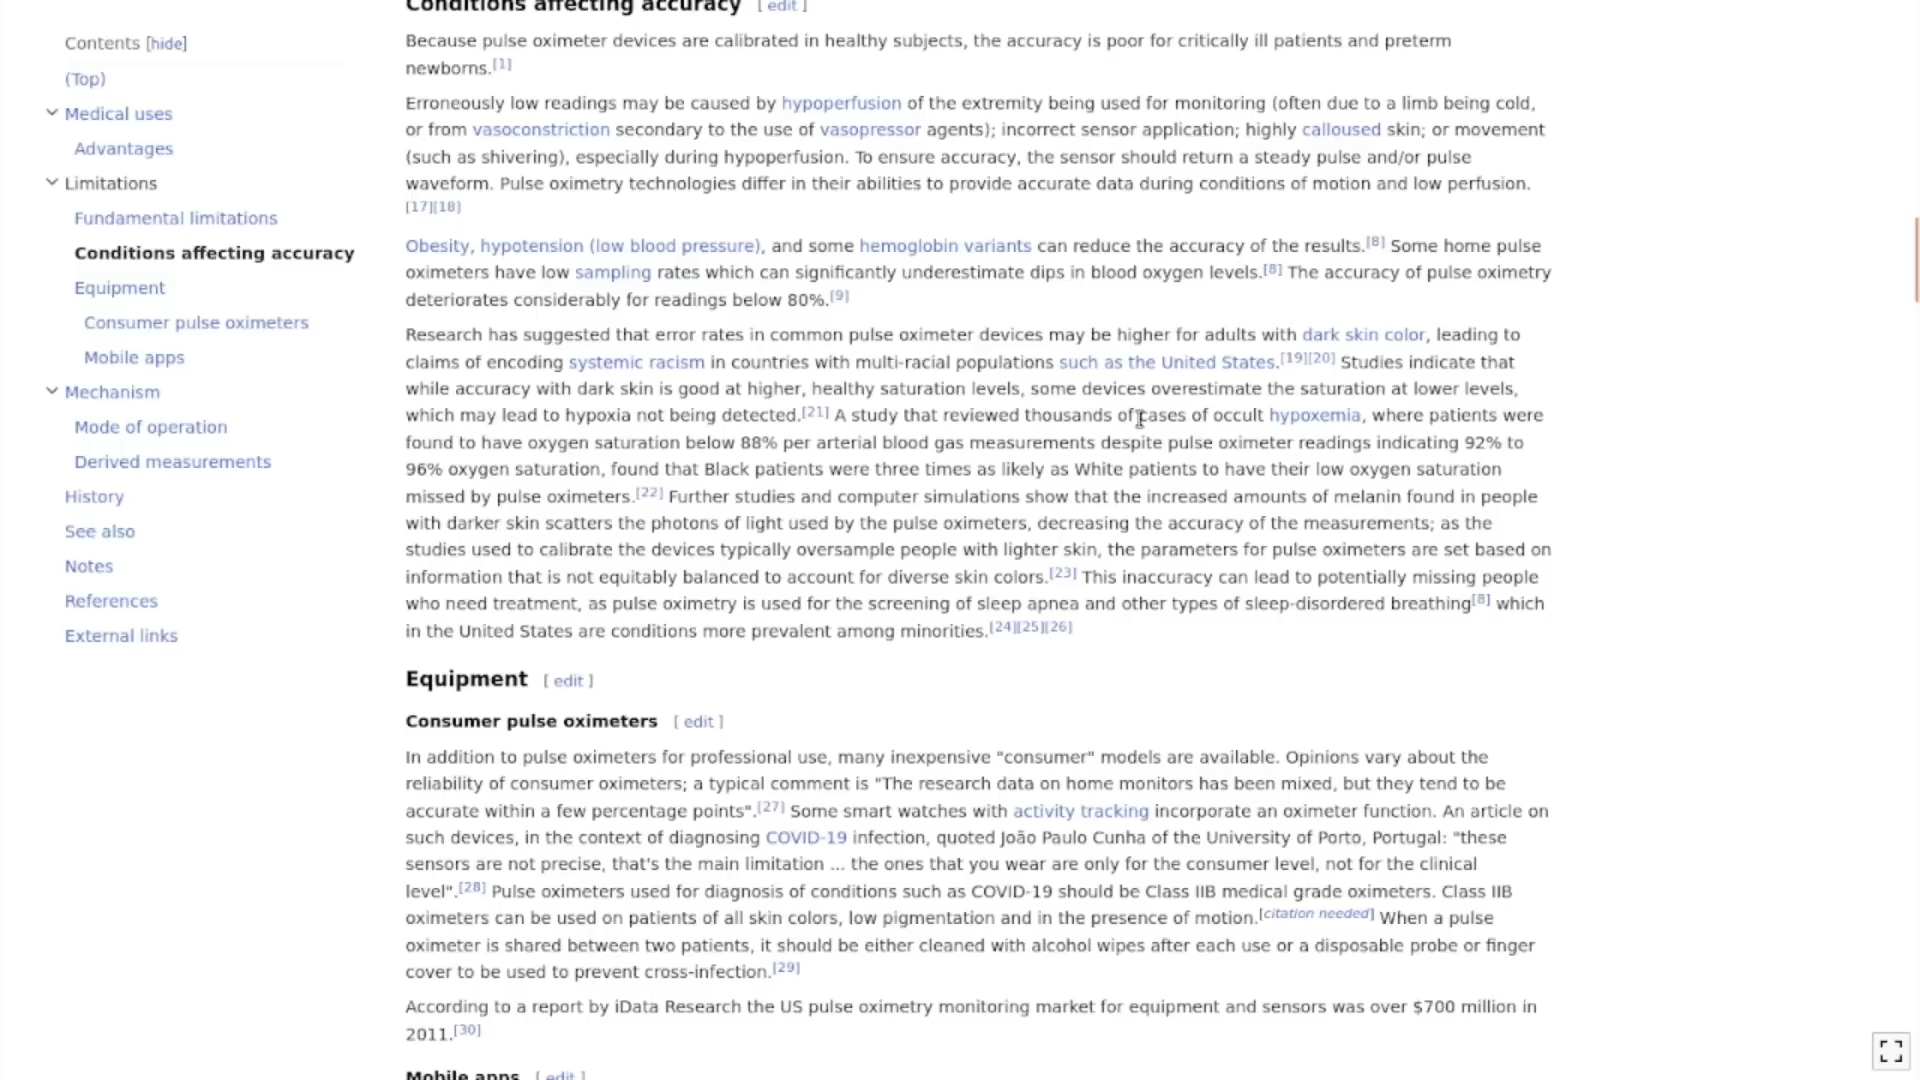 Contents [hide]
(Top)
Medical uses
Advantages
Limitations
Fundamental limitations
Conditions affecting accuracy
Equipment
Consumer pulse oximeters
Mobile apps
Mechanism
Mode of operation
Derived measurements
History
See also
Notes
References
External links
Conditions affecting accuracy [ edit ]
Because pulse oximeter devices are calibrated in healthy subjects, the accuracy is poor for critically ill patients and preterm
newborns.[1]
Erroneously low readings may be caused by hypoperfusion of the extremity being used for monitoring (often due to a limb being cold,
or from vasoconstriction secondary to the use of vasopressor agents); incorrect sensor application; highly calloused skin; or movement
(such as shivering), especially during hypoperfusion. To ensure accuracy, the sensor should return a steady pulse and/or pulse
waveform. Pulse oximetry technologies differ in their abilities to provide accurate data during conditions of motion and low perfusion.
[17][18]
Obesity, hypotension (low blood pressure), and some hemoglobin variants can reduce the accuracy of the results.[8] Some home pulse
oximeters have low sampling rates which can significantly underestimate dips in blood oxygen levels.[8] The accuracy of pulse oximetry
deteriorates considerably for readings below 80%.[9]
Research has suggested that error rates in common pulse oximeter devices may be higher for adults with dark skin color, leading to
claims of encoding systemic racism in countries with multi-racial populations such as the United States.[19][20] Studies indicate that
while accuracy with dark skin is good at higher, healthy saturation levels, some devices overestimate the saturation at lower levels,
which may lead to hypoxia not being detected.[21] A study that reviewed thousands of cases of occult hypoxemia, where patients were
found to have oxygen saturation below 88% per arterial blood gas measurements despite pulse oximeter readings indicating 92% to
96% oxygen saturation, found that Black patients were three times as likely as White patients to have their low oxygen saturation
missed by pulse oximeters.[22] Further studies and computer simulations show that the increased amounts of melanin found in people
with darker skin scatters the photons of light used by the pulse oximeters, decreasing the accuracy of the measurements; as the
studies used to calibrate the devices typically oversample people with lighter skin, the parameters for pulse oximeters are set based on
information that is not equitably balanced to account for diverse skin colors.[23] This inaccuracy can lead to potentially missing people
who need treatment, as pulse oximetry is used for the screening of sleep apnea and other types of sleep-disordered breathing[8] which
in the United States are conditions more prevalent among minorities.[24][25][26]
Equipment [ edit ]
Consumer pulse oximeters [ edit ]
In addition to pulse oximeters for professional use, many inexpensive "consumer" models are available. Opinions vary about the
reliability of consumer oximeters; a typical comment is "The research data on home monitors has been mixed, but they tend to be
accurate within a few percentage points".[27] Some smart watches with activity tracking incorporate an oximeter function. An article on
such devices, in the context of diagnosing COVID-19 infection, quoted João Paulo Cunha of the University of Porto, Portugal: "these
sensors are not precise, that's the main limitation ... the ones that you wear are only for the consumer level, not for the clinical
level".[28] Pulse oximeters used for diagnosis of conditions such as COVID-19 should be Class IIB medical grade oximeters. Class IIB
oximeters can be used on patients of all skin colors, low pigmentation and in the presence of motion.[citation needed] When a pulse
oximeter is shared between two patients, it should be either cleaned with alcohol wipes after each use or a disposable probe or finger
cover to be used to prevent cross-infection.[29]
According to a report by iData Research the US pulse oximetry monitoring market for equipment and sensors was over $700 million in
2011.[30]
Mobile apps [ edit ]